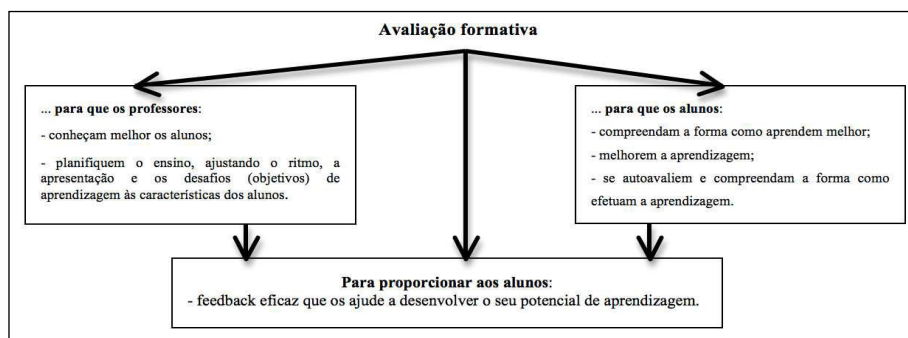 Avaliação formativa
... para que os professores:
- conheçam melhor os alunos;
- planifiquem o ensino, ajustando o ritmo, a
apresentação e os desafios (objetivos) de
aprendizagem às características dos alunos.
... para que os alunos:
- compreendam a forma como aprendem melhor;
- melhorem a aprendizagem;
- se autoavaliem e compreendam a forma como
efetuam a aprendizagem.
Para proporcionar aos alunos:
- feedback eficaz que os ajude a desenvolver o seu potencial de aprendizagem.